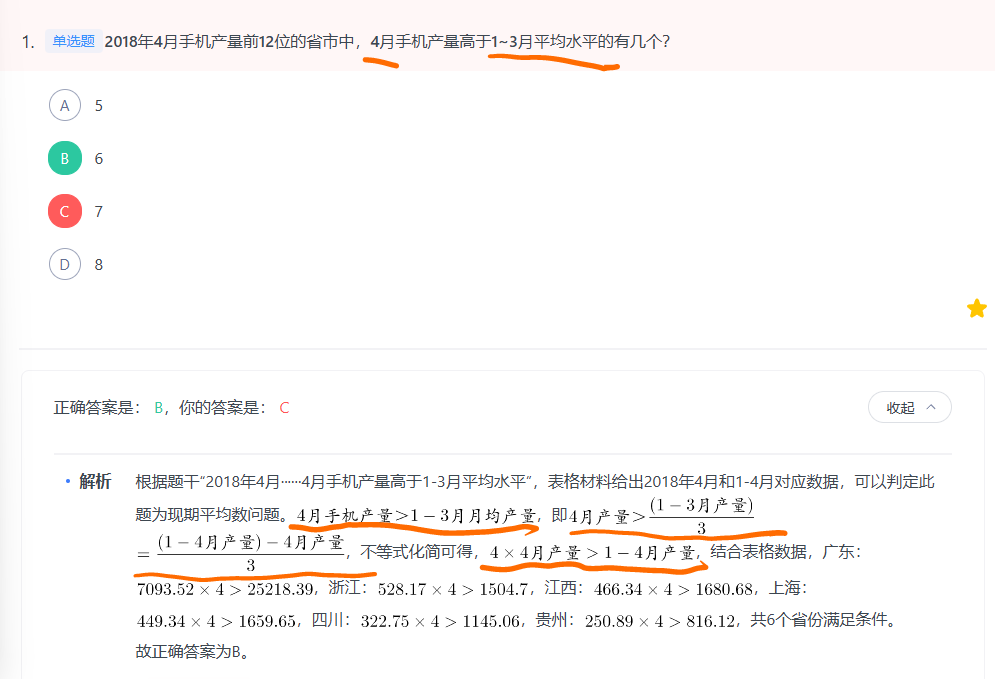 1. 单选题 2018年4月手机产量前12位的省市中，4月手机产量高于1~3月平均水平的有几个？
A 5
B 6
C 7
D 8
正确答案是： B， 你的答案是： C
收起
· 解析 根据题干“2018年4月······4月手机产量高于1-3月平均水平”，表格材料给出2018年4月和1-4月对应数据，可以判定此
题为现期平均数问题。4月手机产量>1－3月月均产量，即4月产量>(1－3月产量)/3
=(1－4月产量)－4月产量/3，不等式化简可得，4×4月产量>1－4月产量，结合表格数据，广东：
7093.52×4>25218.39，浙江：528.17×4>1504.7，江西：466.34×4>1680.68，上海：
449.34×4>1659.65，四川：322.75×4>1145.06，贵州：250.89×4>816.12，共6个省份满足条件。
故正确答案为B。